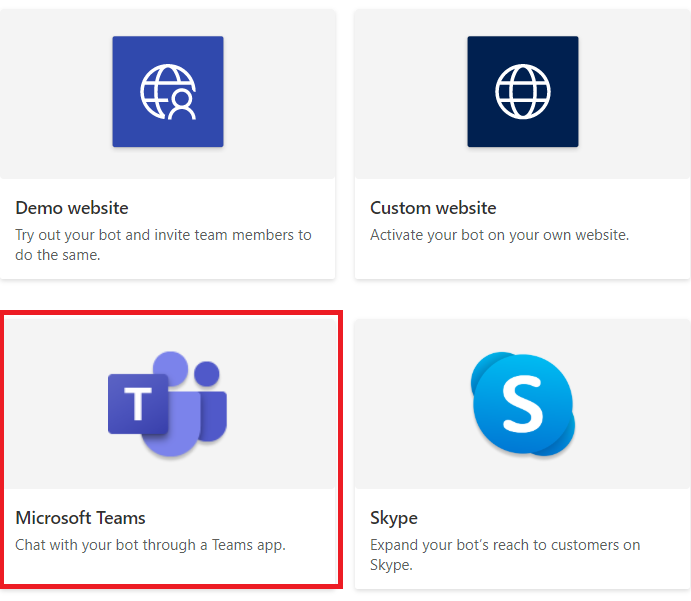 Demo website
Try out your bot and invite team members to
do the same.
Custom website
Activate your bot on your own website.
T
Microsoft Teams
Chat with your bot through a Teams app.
S
Skype
Expand your bot’s reach to customers on
Skype.